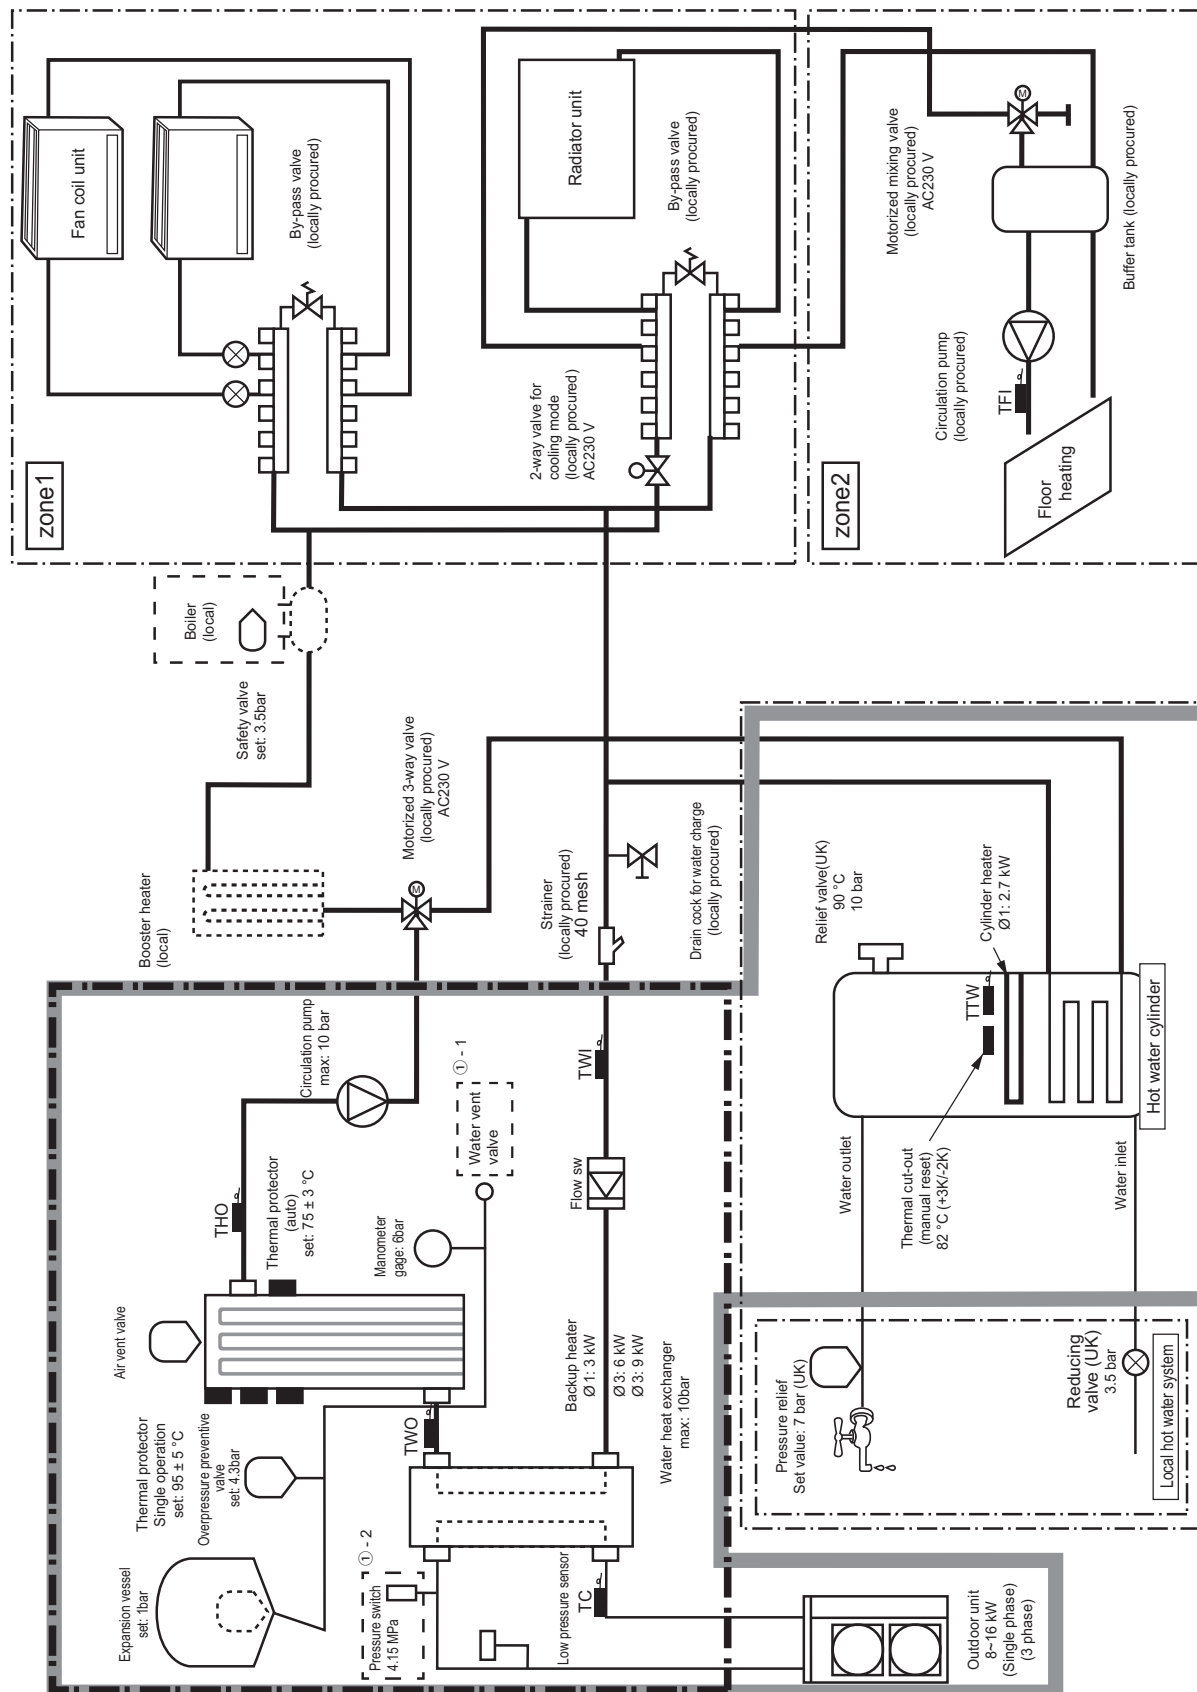 Fan coil unit
By-pass valve
(locally procured)
zone1
Radiator unit
By-pass valve
(locally procured)
2-way valve for
cooling mode
(locally procured)
AC230 V
Motorized mixing valve
(locally procured)
AC230 V
M
Buffer tank (locally procured)
Circulation pump
(locally procured)
TFI
Floor
heating
zone2
Boiler
(local)
Safety valve
set: 3.5bar
Booster heater
(local)
Motorized 3-way valve
(locally procured)
AC230 V
M
Strainer
(locally procured)
40 mesh
Drain cock for water charge
(locally procured)
Relief valve(UK)
90 °C
10 bar
Cylinder heater
Ø1: 2.7 kW
TTW
Hot water cylinder
Thermal cut-out
(manual reset)
82 °C (+3K/-2K)
Water outlet
Water inlet
Circulation pump
max: 10 bar
① - 1
Water vent
valve
TWI
THO
Thermal protector
(auto)
set: 75 ± 3 °C
Manometer
gage: 6bar
Flow sw
Air vent valve
Backup heater
Ø 1: 3 kW
Ø 3: 6 kW
Ø 3: 9 kW
TWO
Water heat exchanger
max: 10bar
Thermal protector
Single operation
set: 95 ± 5 °C
Overpressure preventive
valve
set: 4.3bar
Expansion vessel
set: 1bar
① - 2
Pressure switch
4.15 MPa
Low pressure sensor
TC
Pressure relief
Set value: 7 bar (UK)
Reducing
valve (UK)
3.5 bar
Local hot water system
Outdoor unit
8~16 kW
(Single phase)
(3 phase)